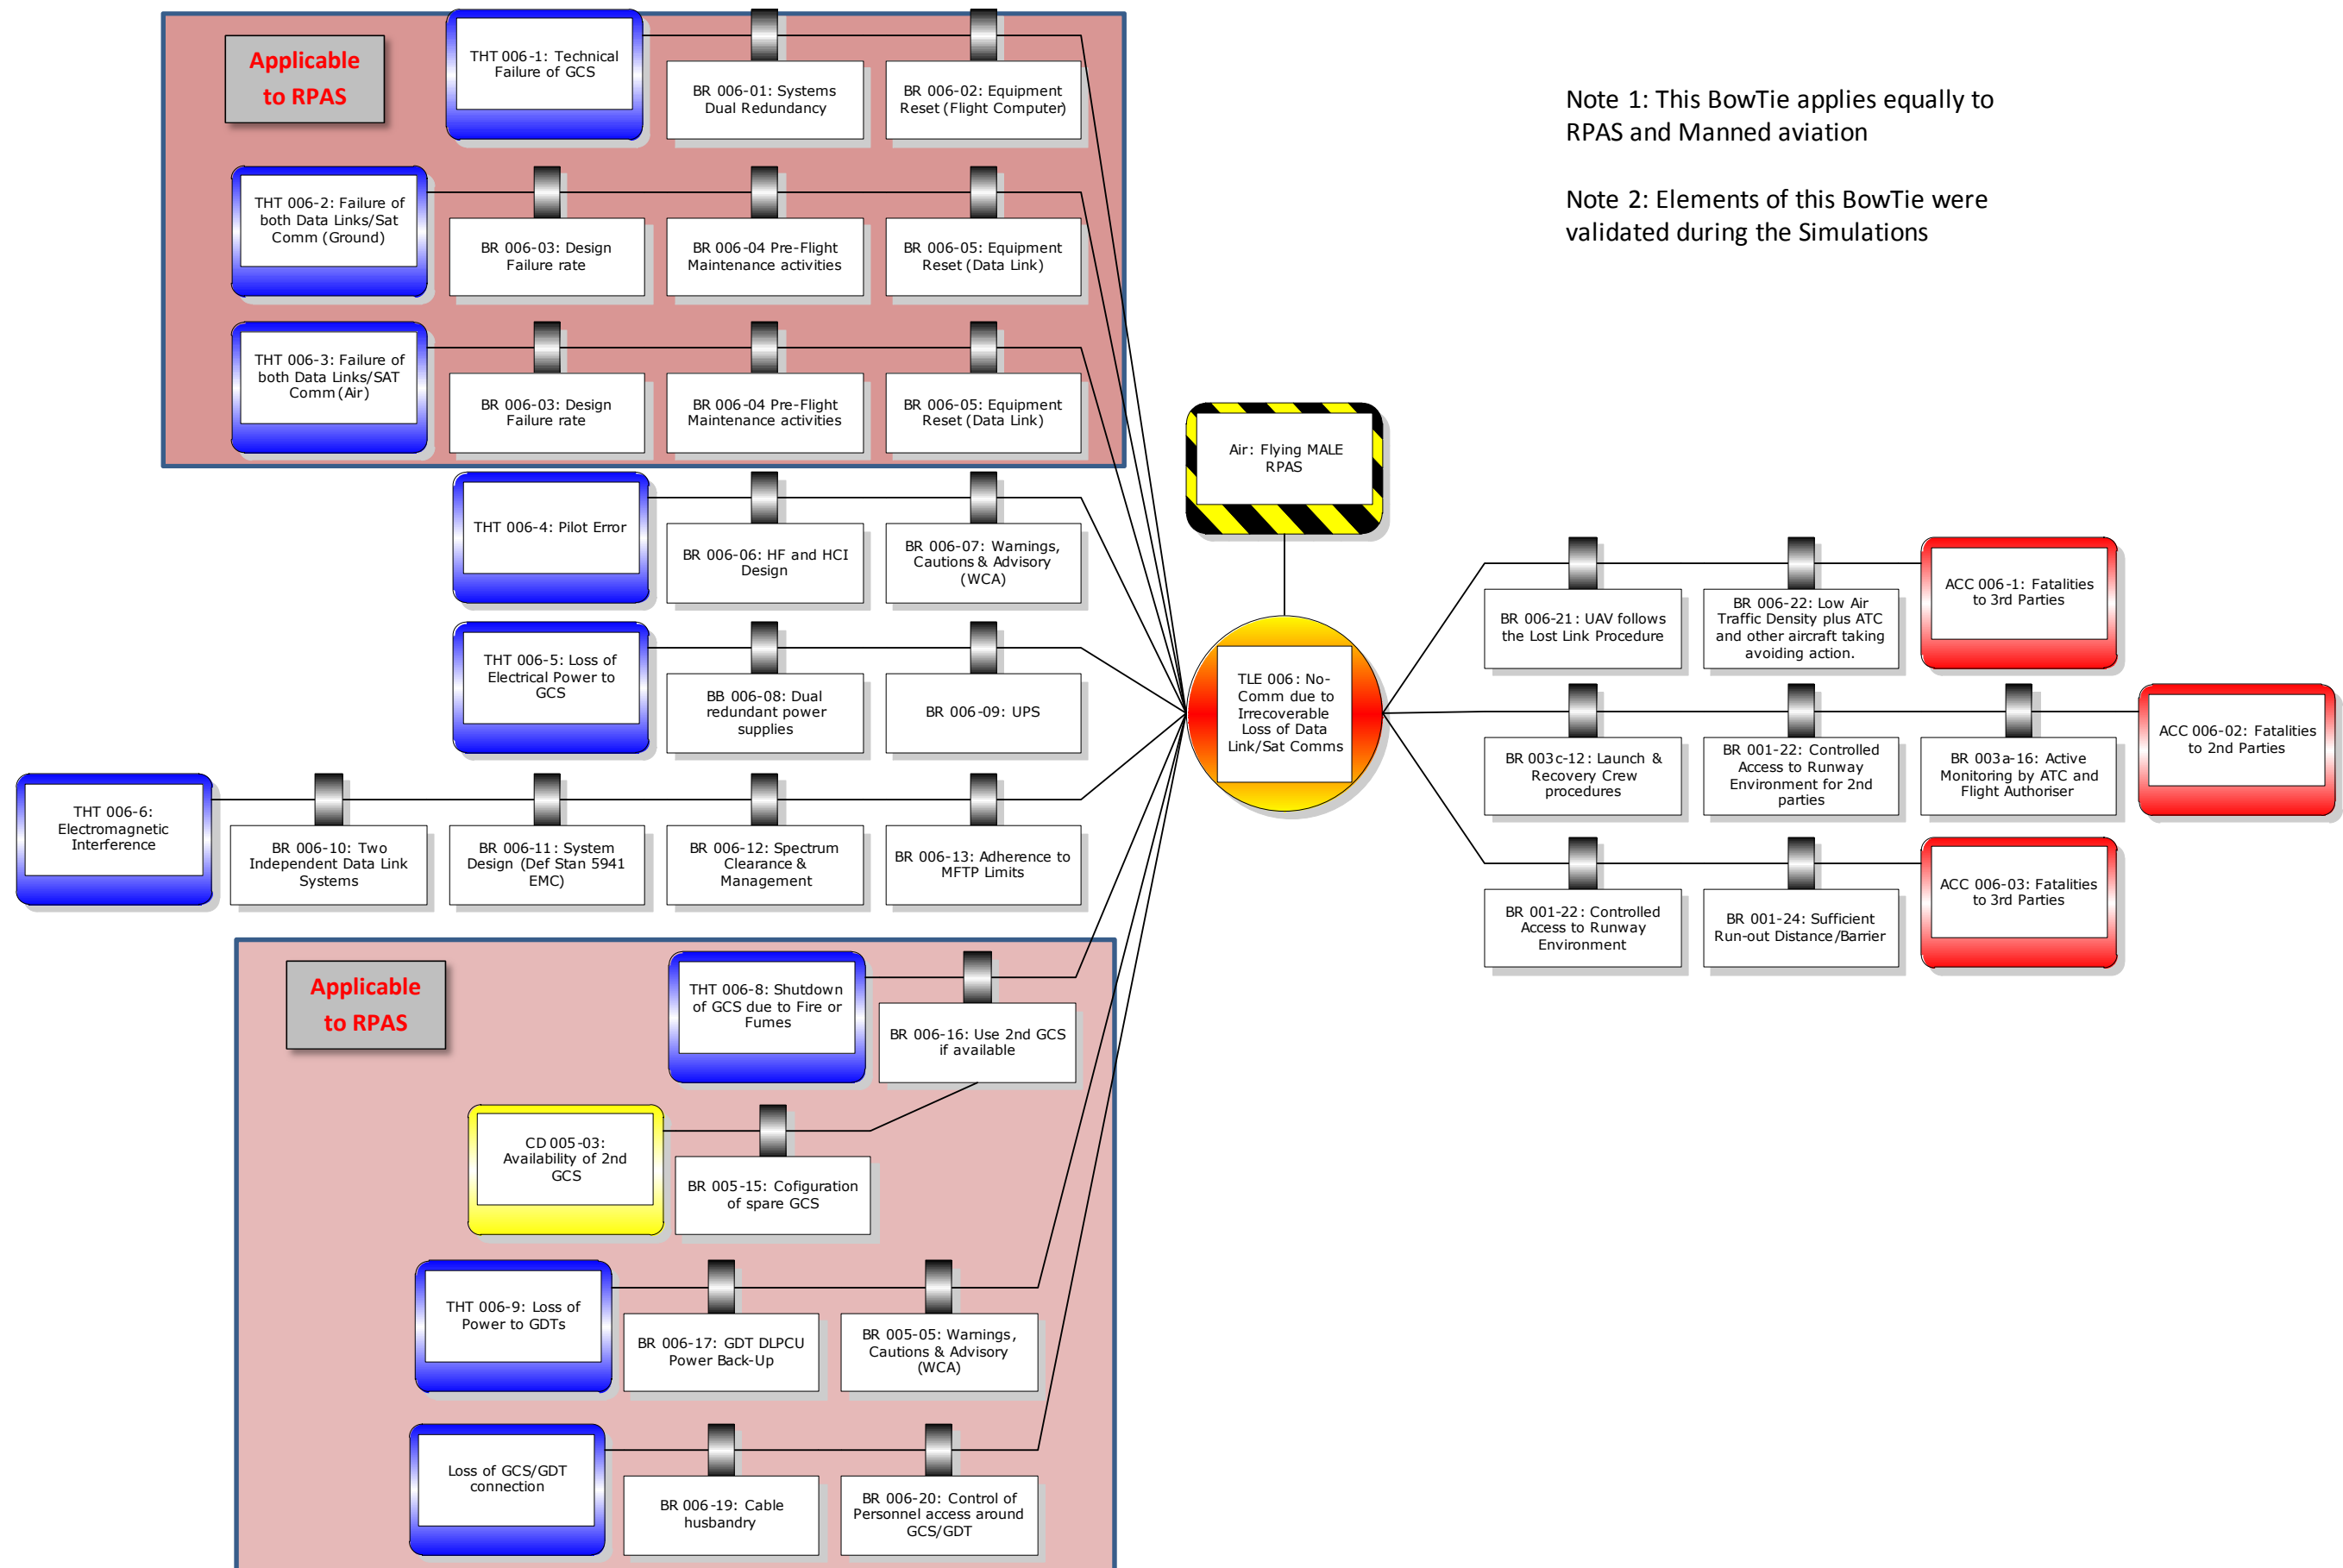 Applicable
to RPAS
THT 006-1: Technical
Failure of GCS
BR 006-01: Systems
Dual Redundancy
BR 006-02: Equipment
Reset (Flight Computer)
Note 1: This BowTie applies equally to
RPAS and Manned aviation
Note 2: Elements of this BowTie were
validated during the Simulations
THT 006-2: Failure of
both Data Links/Sat
Comm (Ground)
BR 006-03: Design
Failure rate
BR 006-04 Pre-Flight
Maintenance activities
BR 006-05: Equipment
Reset (Data Link)
THT 006-3: Failure of
both Data Links/SAT
Comm (Air)
BR 006-03: Design
Failure rate
BR 006-04 Pre-Flight
Maintenance activities
BR 006-05: Equipment
Reset (Data Link)
THT 006-4: Pilot Error
BR 006-06: HF and HCI
Design
BR 006-07: Warnings,
Cautions & Advisory
(WCA)
THT 006-5: Loss of
Electrical Power to
GCS
BB 006-08: Dual
redundant power
supplies
BR 006-09: UPS
THT 006-6:
Electromagnetic
Interference
BR 006-10: Two
Independent Data Link
Systems
BR 006-11: System
Design (Def Stan 5941
EMC)
BR 006-12: Spectrum
Clearance &
Management
BR 006-13: Adherence to
MFTP Limits
Air: Flying MALE
RPAS
TLE 006: No-
Comm due to
Irrecoverable
Loss of Data
Link/Sat Comms
BR 006-21: UAV follows
the Lost Link Procedure
BR 006-22: Low Air
Traffic Density plus ATC
and other aircraft taking
avoiding action.
ACC 006-1: Fatalities
to 3rd Parties
BR 003c-12: Launch &
Recovery Crew
procedures
BR 001-22: Controlled
Access to Runway
Environment for 2nd
parties
BR 003a-16: Active
Monitoring by ATC and
Flight Authoriser
ACC 006-02: Fatalities
to 2nd Parties
BR 001-22: Controlled
Access to Runway
Environment
BR 001-24: Sufficient
Run-out Distance/Barrier
ACC 006-03: Fatalities
to 3rd Parties
Applicable
to RPAS
THT 006-8: Shutdown
of GCS due to Fire or
Fumes
BR 006-16: Use 2nd GCS
if available
CD 005-03:
Availability of 2nd
GCS
BR 005-15: Cofiguration
of spare GCS
THT 006-9: Loss of
Power to GDTs
BR 006-17: GDT DLPCU
Power Back-Up
BR 005-05: Warnings,
Cautions & Advisory
(WCA)
Loss of GCS/GDT
connection
BR 006-19: Cable
husbandry
BR 006-20: Control of
Personnel access around
GCS/GDT